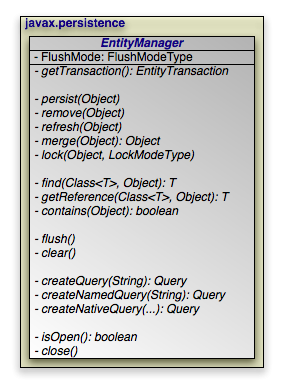 javax.persistence
EntityManager
- FlushMode: FlushModeType
- getTransaction(): EntityTransaction
- persist(Object)
- remove(Object)
- refresh(Object)
- merge(Object): Object
- lock(Object, LockModeType)
- find(Class<T>, Object): T
- getReference(Class<T>, Object): T
- contains(Object): boolean
- flush()
- clear()
- createQuery(String): Query
- createNamedQuery(String): Query
- createNativeQuery(...): Query
- isOpen(): boolean
- close()